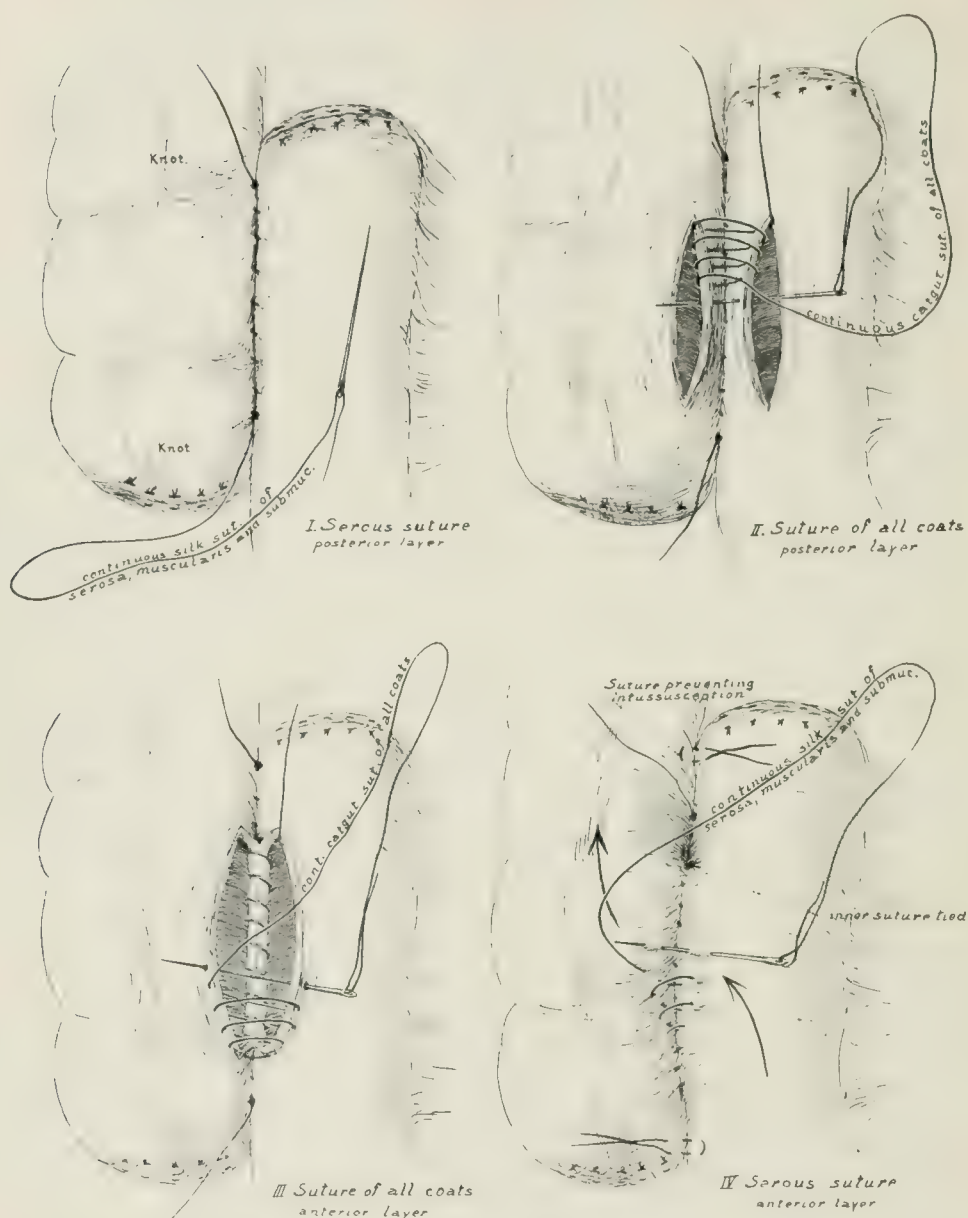 Knot.
Knot
continuous silk sut. of
serosa, muscularis and submuc.
I. Serous suture
posterior layer
continuous catgut sut. of all coats
II. Suture of all coats
posterior layer
cont. catgut sut. of all coats
III Suture of all coats
anterior layer
Suture preventing
intussusception
continuous silk sut. of
serosa, muscularis and submuc.
inner suture tied
IV Serous suture
anterior layer